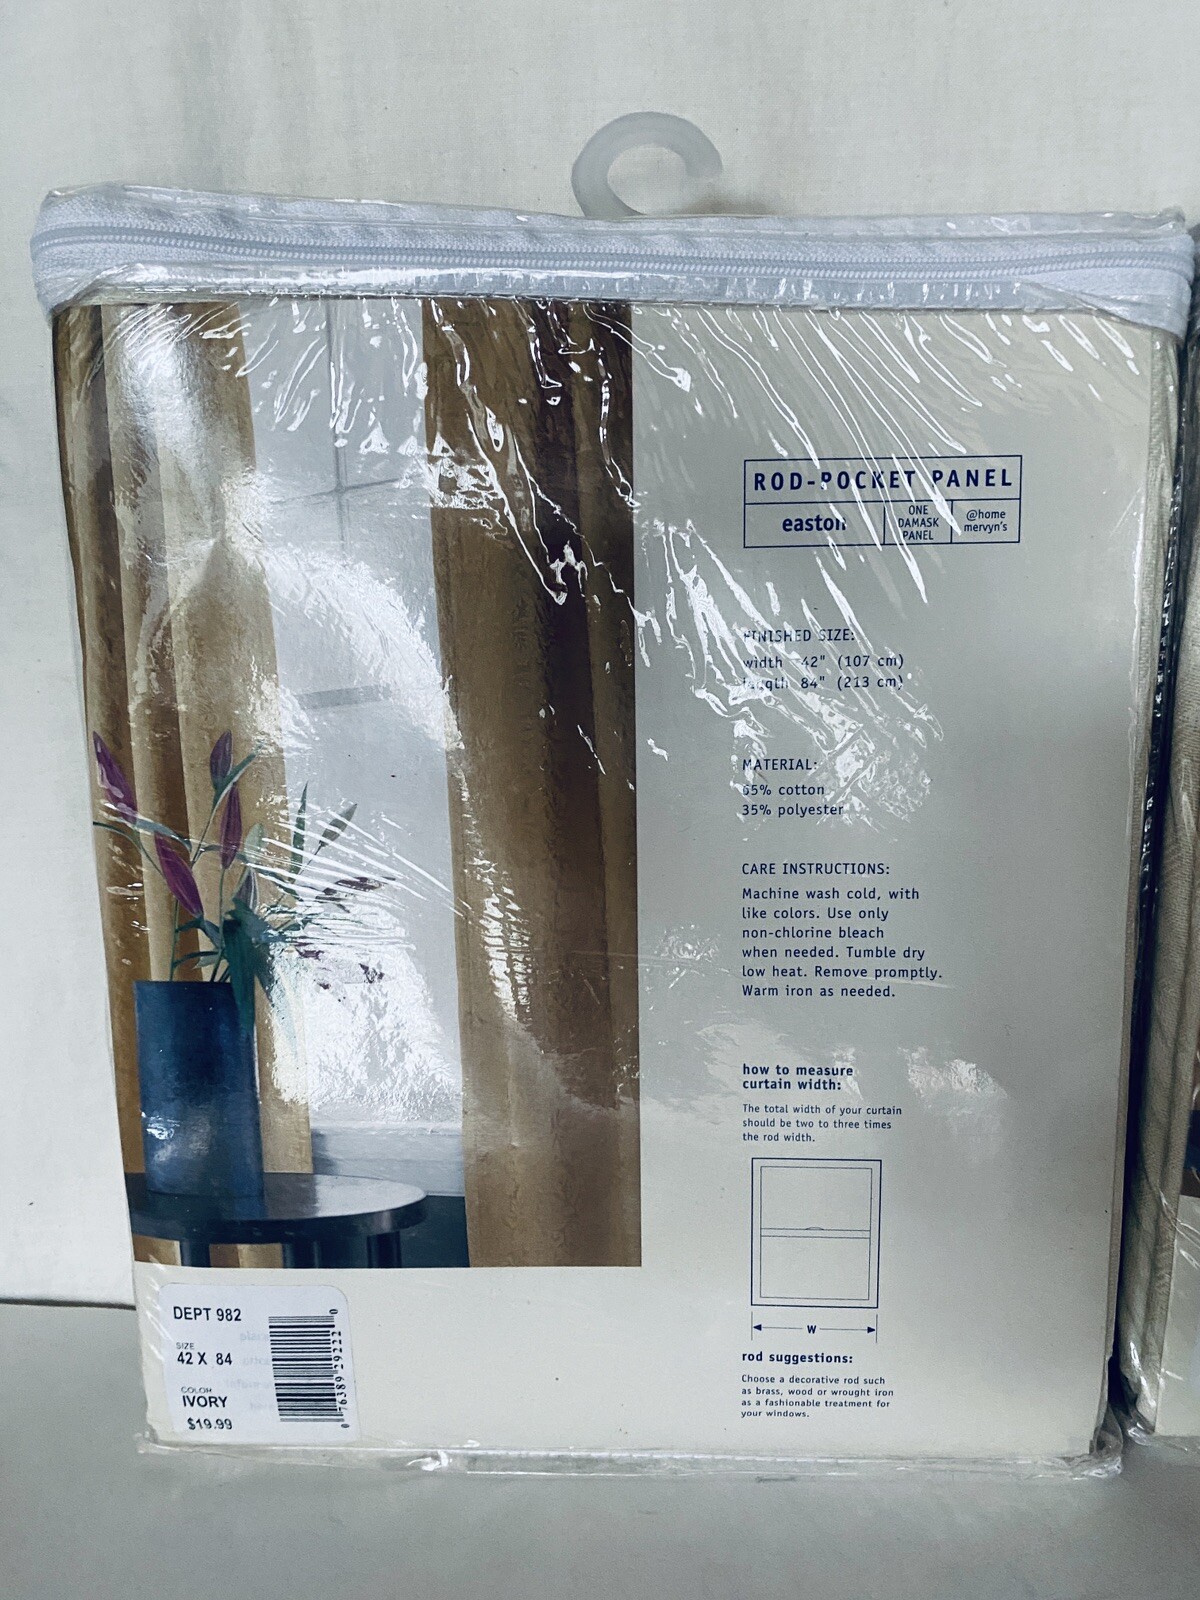 ROD-POCKET PANEL
easton
ONE
DAMASK
PANEL
@home
mervyn's
FINISHED SIZE:
width 42" (107 cm)
length 84" (213 cm)
MATERIAL:
65% cotton
35% polyester
CARE INSTRUCTIONS:
Machine wash cold, with
like colors. Use only
non-chlorine bleach
when needed. Tumble dry
low heat. Remove promptly.
Warm iron as needed.
how to measure
curtain width:
The total width of your curtain
should be two to three times
the rod width.
W
rod suggestions:
Choose a decorative rod such
as brass, wood or wrought iron
as a fashionable treatment for
your windows.
DEPT 982
SIZE
42 X 84
COLOR
IVORY
$19.99
0 76389 29222 0